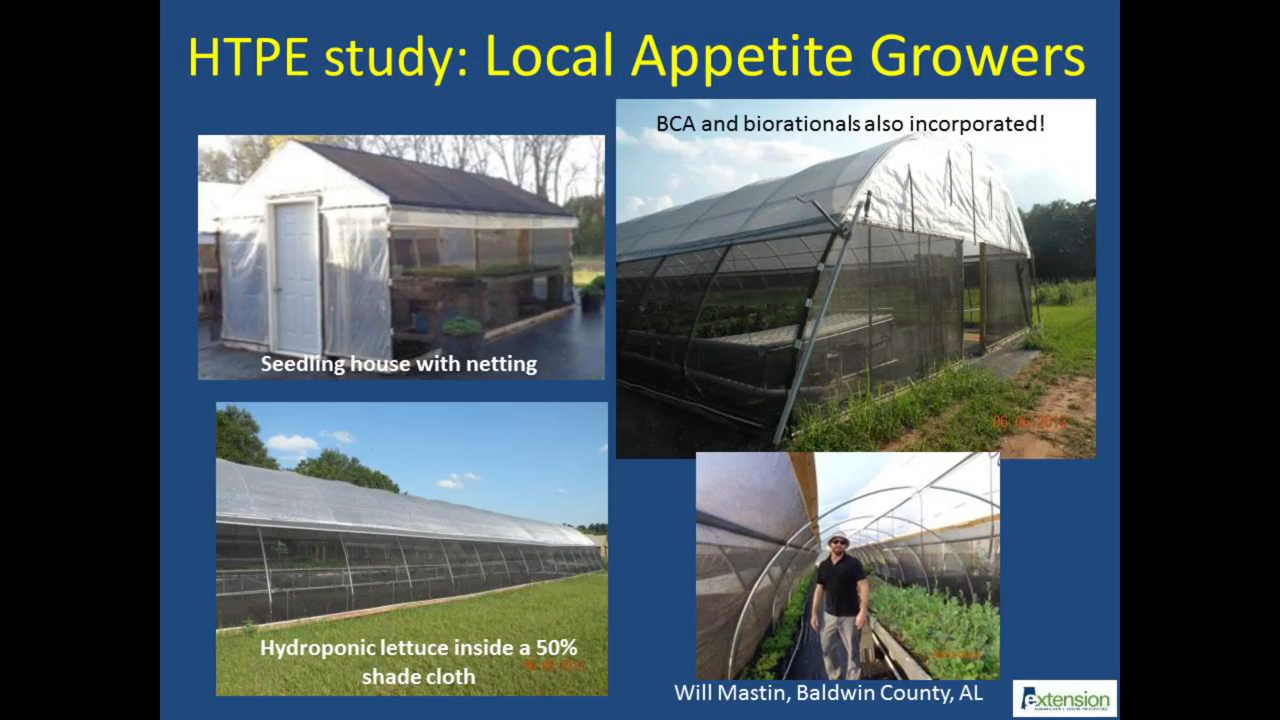 HTPE study: Local Appetite Growers
BCA and biorationals also incorporated!
Seedling house with netting
Hydroponic lettuce inside a 50%
shade cloth
Will Mastin, Baldwin County, AL
extension